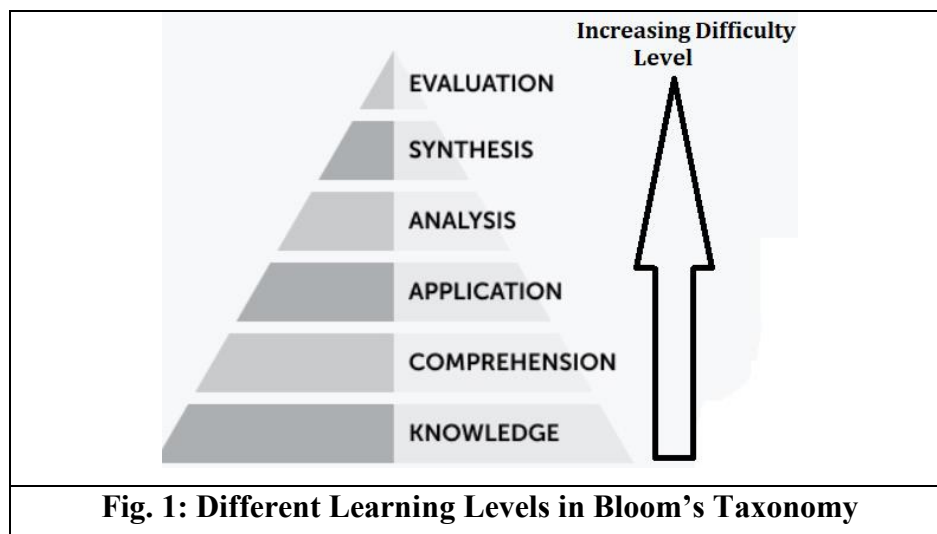 Increasing Difficulty
Level
EVALUATION
SYNTHESIS
ANALYSIS
APPLICATION
COMPREHENSION
KNOWLEDGE
Fig. 1: Different Learning Levels in Bloom's Taxonomy